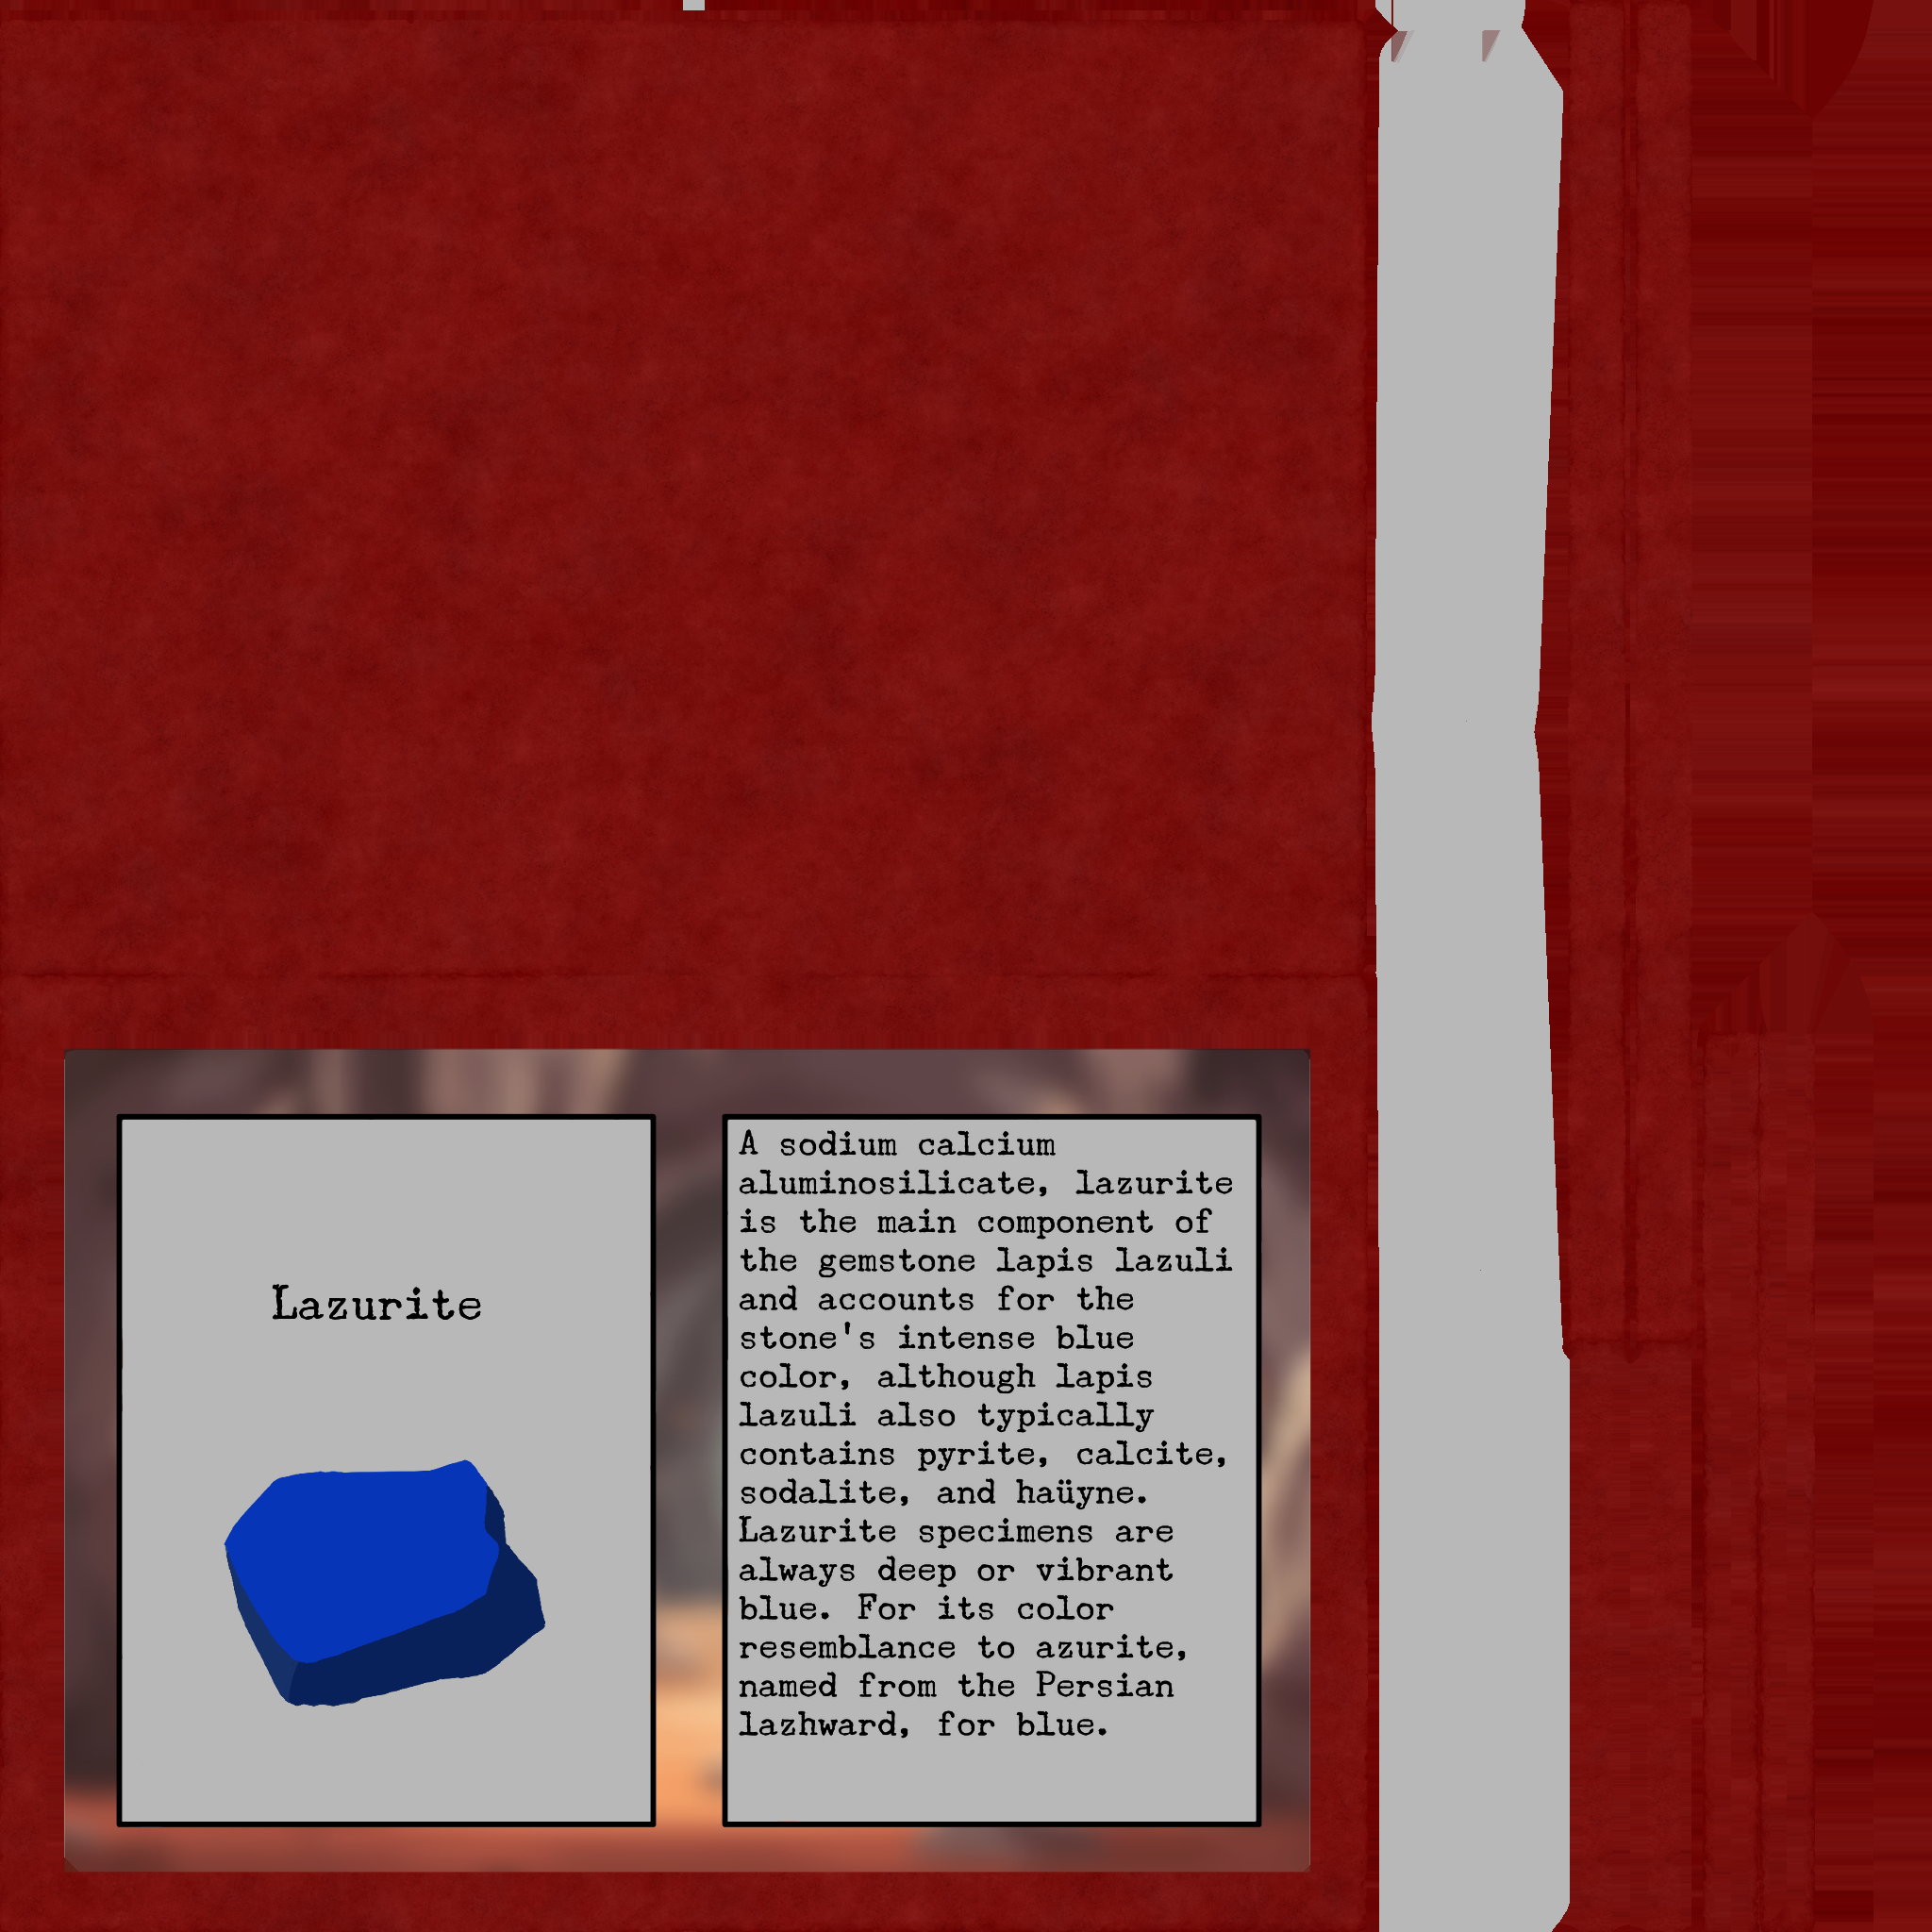 Lazurite
A sodium calcium
aluminosilicate, lazurite
is the main component of
the gemstone lapis lazuli
and accounts for the
stone's intense blue
color, although lapis
lazuli also typically
contains pyrite, calcite,
sodalite, and haüyne.
Lazurite specimens are
always deep or vibrant
blue. For its color
resemblance to azurite,
named from the Persian
lazhward, for blue.